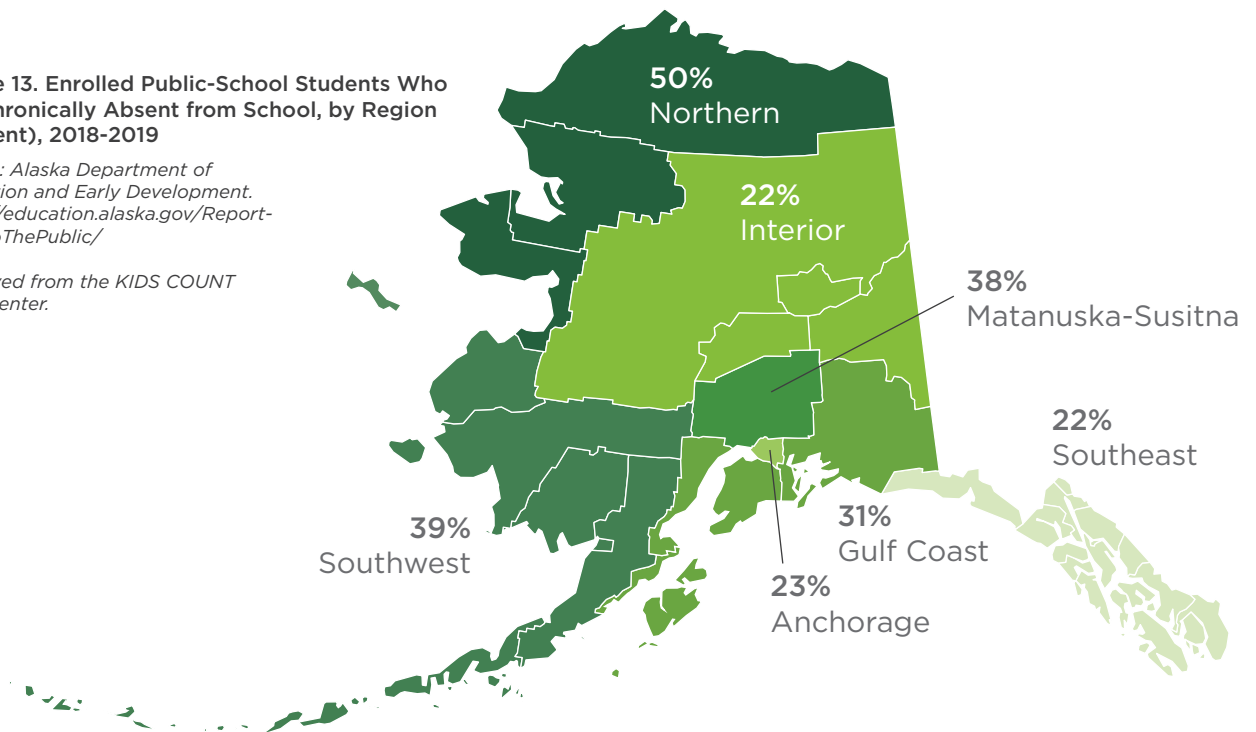 e 13. Enrolled Public-School Students Who
hronically Absent from School, by Region
ent), 2018-2019
: Alaska Department of
tion and Early Development.
/education.alaska.gov/Report-
ThePublic/
ved from the KIDS COUNT
enter.
50%
Northern
22%
Interior
38%
Matanuska-Susitna
22%
Southeast
39%
Southwest
31%
Gulf Coast
23%
Anchorage